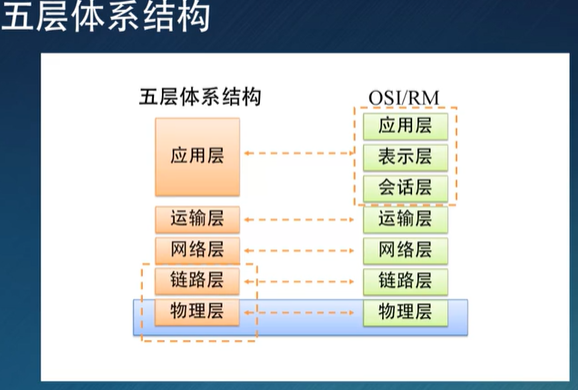 五层体系结构
五层体系结构 OSI/RM
应用层
应用层
表示层
会话层
运输层 运输层
网络层 网络层
链路层 链路层
物理层 物理层